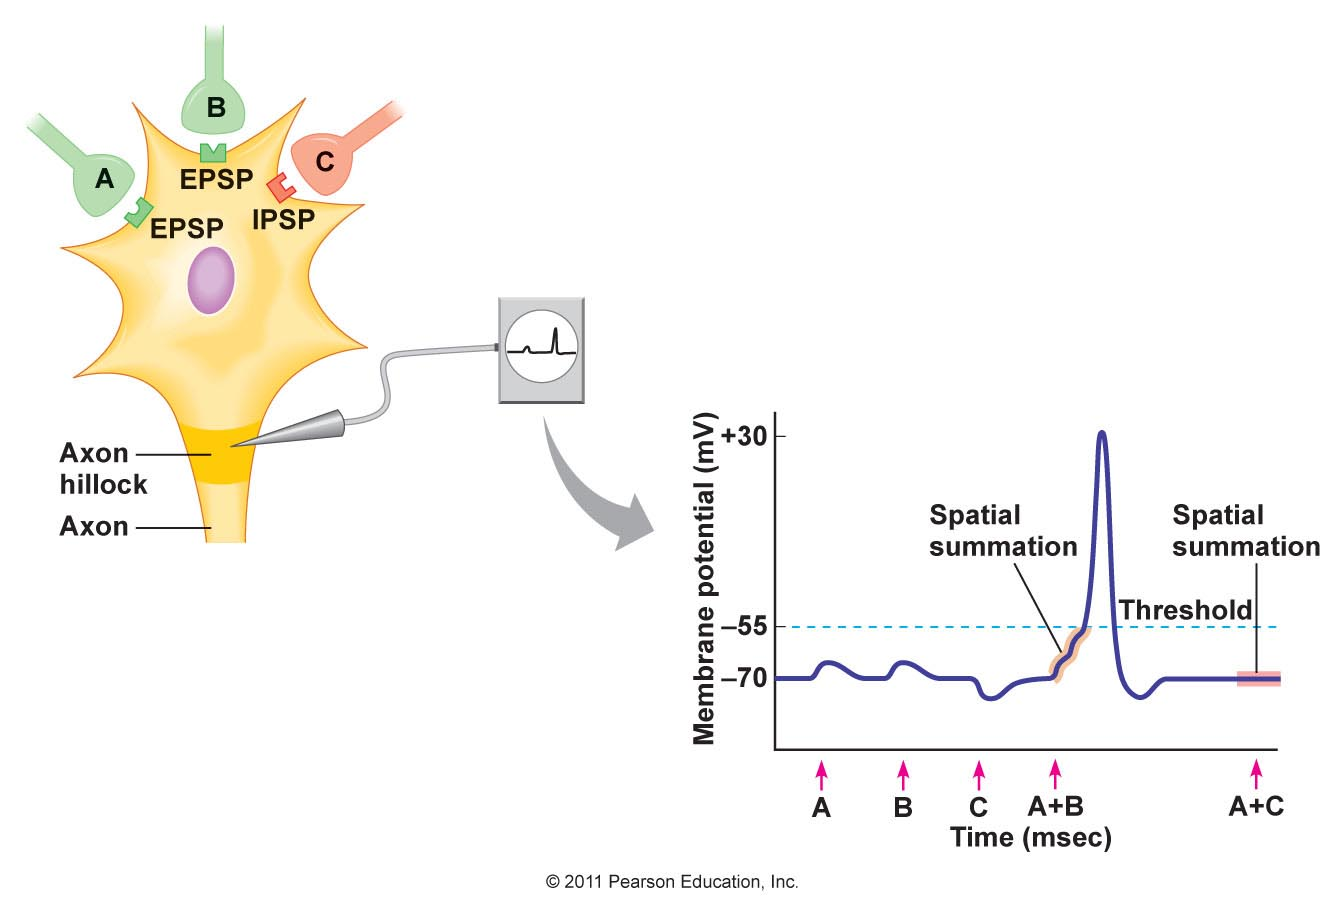 B
A
C
EPSP
EPSP
IPSP
Axon
hillock
Axon
Membrane potential (mV)
+30
–55
–70
Spatial
summation
Spatial
summation
Threshold
A
B
C
A+B
A+C
Time (msec)
© 2011 Pearson Education, Inc.